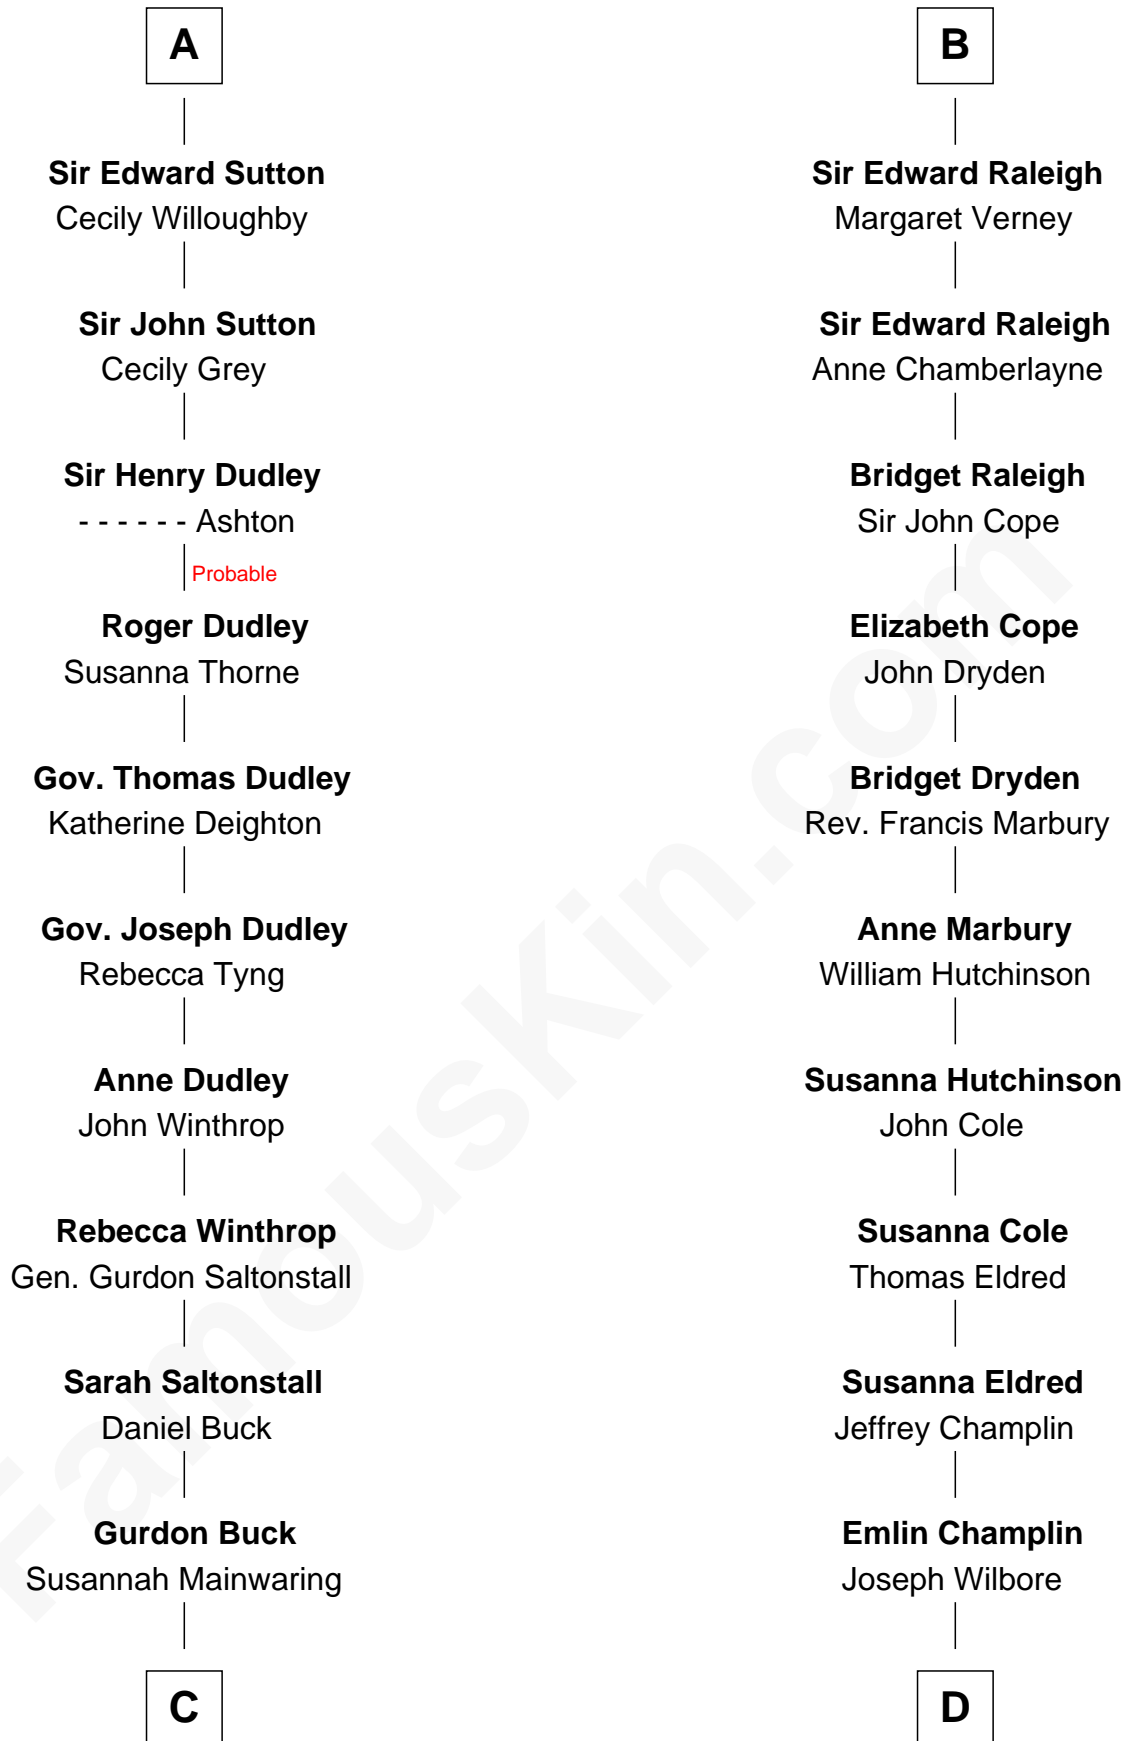 A
Sir Edward Sutton
Cecily Willoughby
Sir John Sutton
Cecily Grey
Sir Henry Dudley
- - - - - - Ashton
Probable
Roger Dudley
Susanna Thorne
Gov. Thomas Dudley
Katherine Deighton
Gov. Joseph Dudley
Rebecca Tyng
Anne Dudley
John Winthrop
Rebecca Winthrop
Gen. Gurdon Saltonstall
Sarah Saltonstall
Daniel Buck
Gurdon Buck
Susannah Mainwaring
C
B
Sir Edward Raleigh
Margaret Verney
Sir Edward Raleigh
Anne Chamberlayne
Bridget Raleigh
Sir John Cope
Elizabeth Cope
John Dryden
Bridget Dryden
Rev. Francis Marbury
Anne Marbury
William Hutchinson
Susanna Hutchinson
John Cole
Susanna Cole
Thomas Eldred
Susanna Eldred
Jeffrey Champlin
Emlin Champlin
Joseph Wilbore
D
FamousKin.com